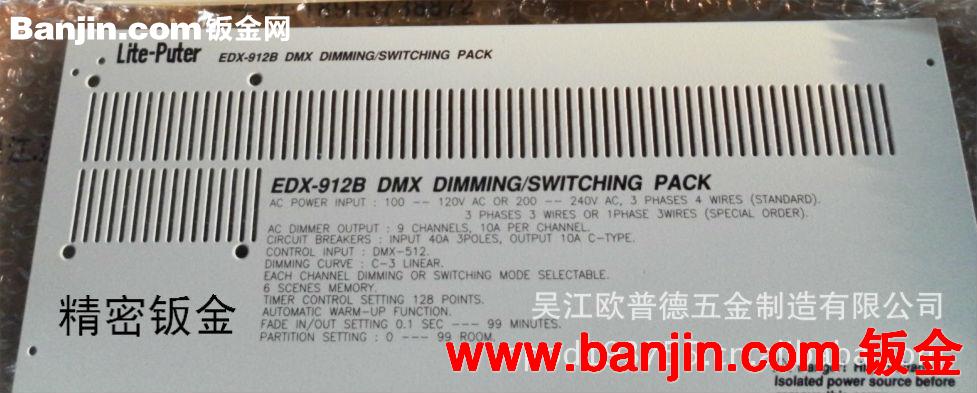 Banjin.com 钣金网
Lite-Puter EDX-912B DMX DIMMING/SWITCHING PACK
EDX-912B DMX DIMMING/SWITCHING PACK
AC POWER INPUT : 100 -- 120V AC OR 200 -- 240V AC, 3 PHASES 4 WIRES (STANDARD).
3 PHASES 3 WIRES OR 1PHASE 3WIRES (SPECIAL ORDER).
AC DIMMER OUTPUT : 9 CHANNELS, 10A PER CHANNEL.
CIRCUIT BREAKERS : INPUT 40A 3POLES, OUTPUT 10A C-TYPE.
CONTROL INPUT : DMX-512.
DIMMING CURVE : C-3 LINEAR.
EACH CHANNEL DIMMING OR SWITCHING MODE SELECTABLE.
6 SCENES MEMORY.
TIMER CONTROL SETTING 128 POINTS.
AUTOMATIC WARM-UP FUNCTION.
FADE IN/OUT SETTING 0.1 SEC --- 99 MINUTES.
PARTITION SETTING : 0 --- 99 ROOM.
精密钣金
吴江欧普德五金制造有限公司
www.banjin.com 钣金
Isolated power source before